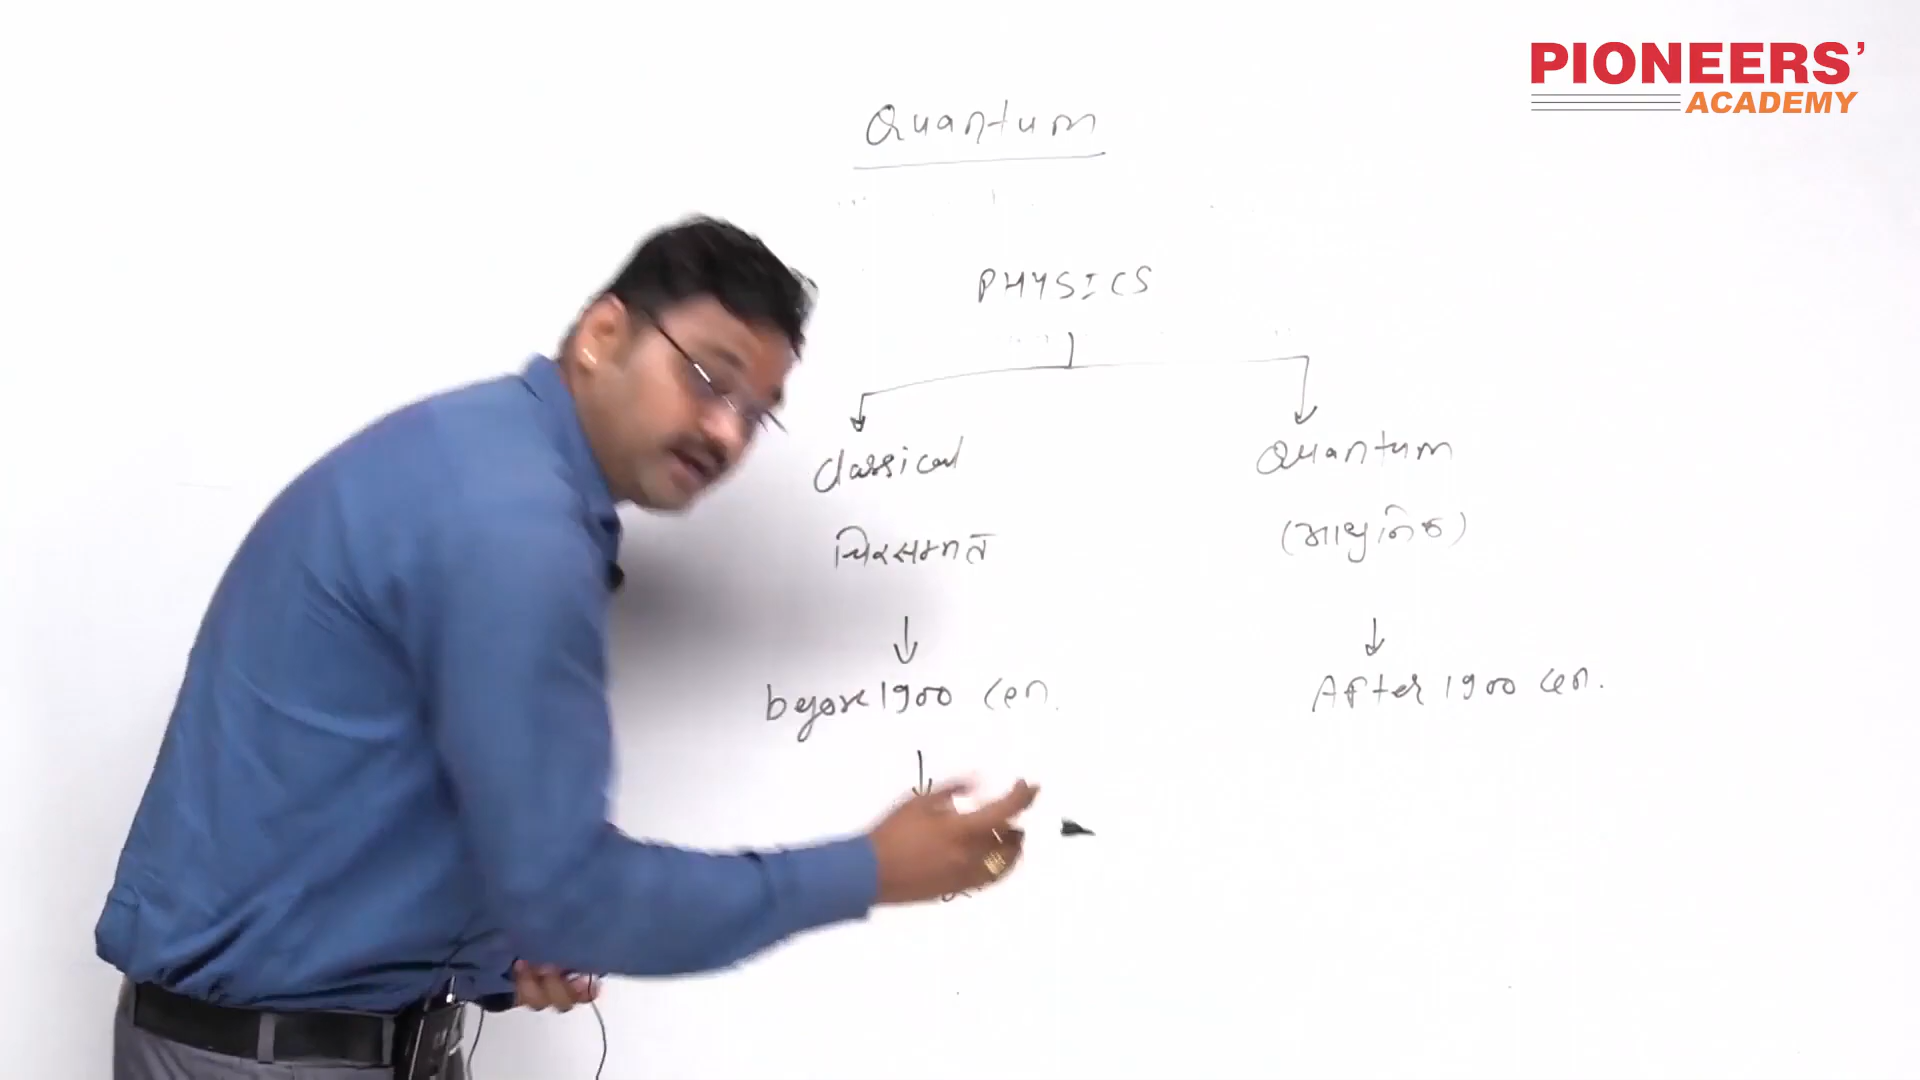 PIONEERS’
ACADEMY
Quantum
PHYSICS
Classical Quantum
ચિરસમ્મત (આધુનિક)
before 1900 cen. After 1900 cen.